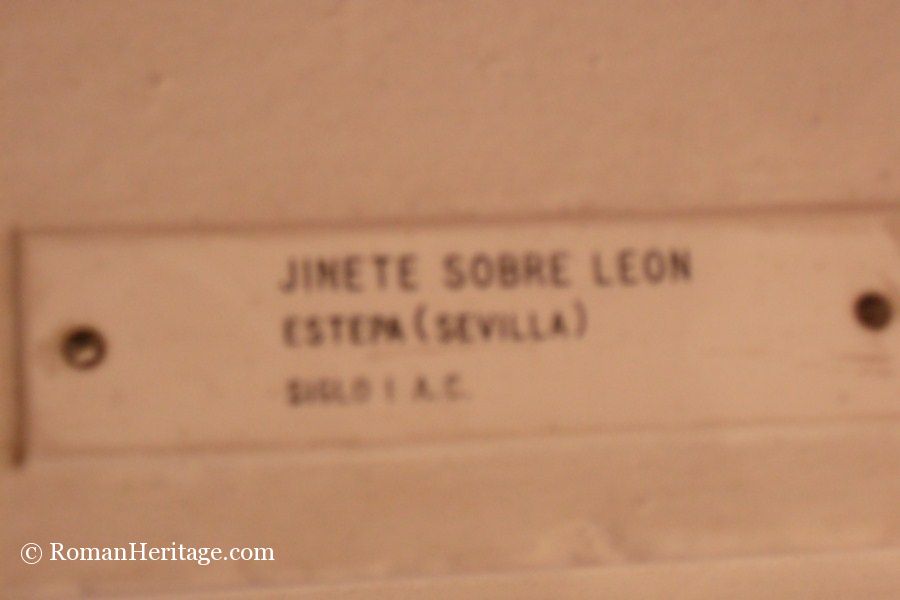 JINETE SOBRE LEON
ESTEPA (SEVILLA)
SIGLO I A.C.
© RomanHeritage.com